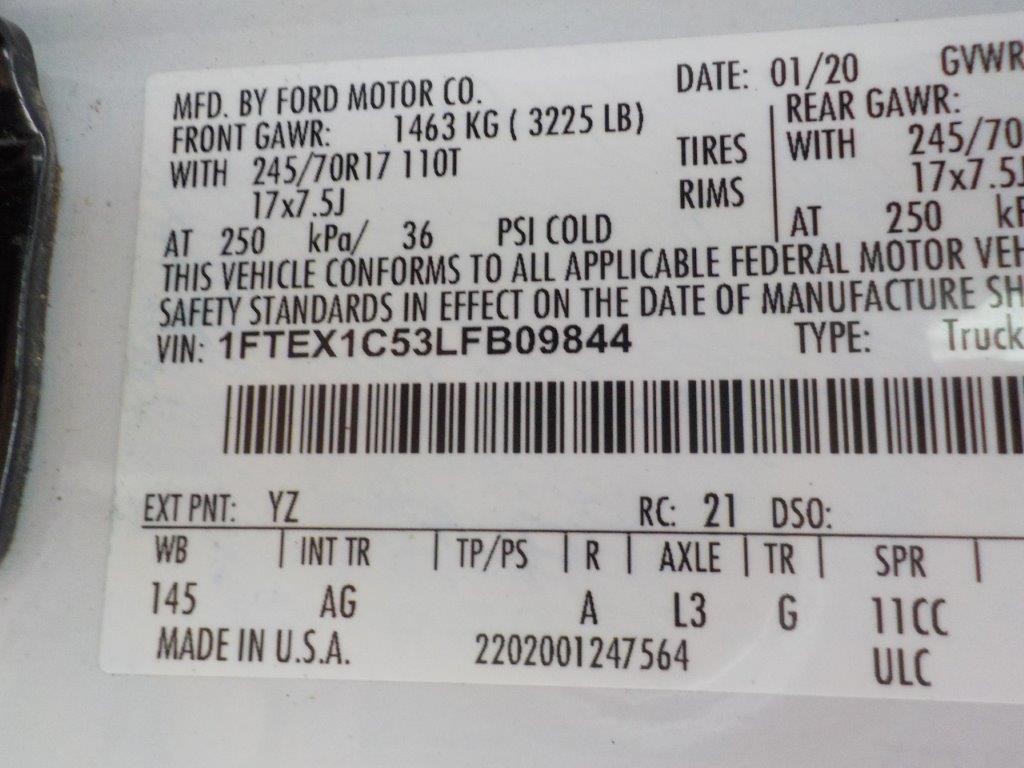 MFD. BY FORD MOTOR CO. DATE: 01/20 GVWR
FRONT GAWR: 1463 KG ( 3225 LB) REAR GAWR:
WITH 245/70R17 110T TIRES WITH 245/70
17x7.5J RIMS 17x7.5J
AT 250 kPa/ 36 PSI COLD AT 250
THIS VEHICLE CONFORMS TO ALL APPLICABLE FEDERAL MOTOR VEH
SAFETY STANDARDS IN EFFECT ON THE DATE OF MANUFACTURE SH
VIN: 1FTEX1C53LFB09844 TYPE: Truck
EXT PNT: YZ RC: 21 DSO:
WB INT TR TP/PS R AXLE TR SPR
145 AG A L3 G 11CC
MADE IN U.S.A. 2202001247564 ULC